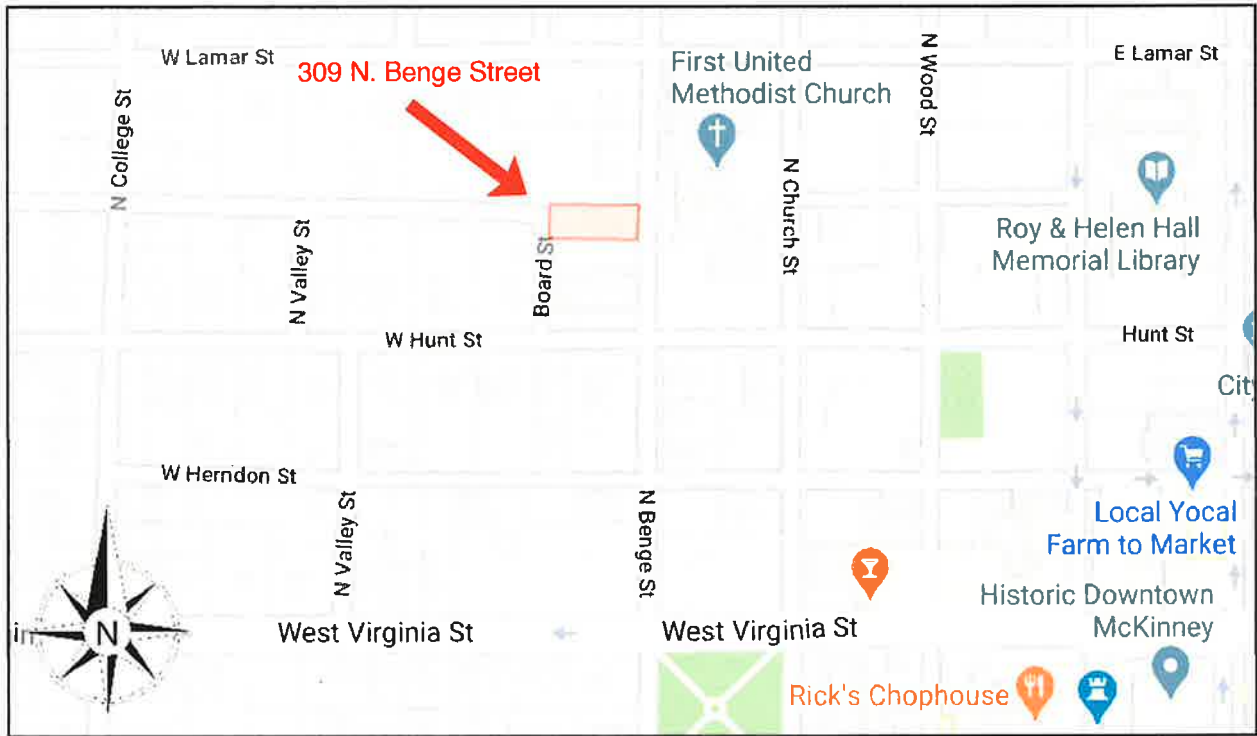 W Lamar St
309 N. Benge Street
First United
Methodist Church
N Wood St
E Lamar St
N College St
N Church St
Roy & Helen Hall
Memorial Library
N Valley St
Board St
W Hunt St
Hunt St
City
W Herndon St
N Valley St
N Benge St
Local Yocal
Farm to Market
Historic Downtown
McKinney
N
in
West Virginia St
West Virginia St
Rick's Chophouse